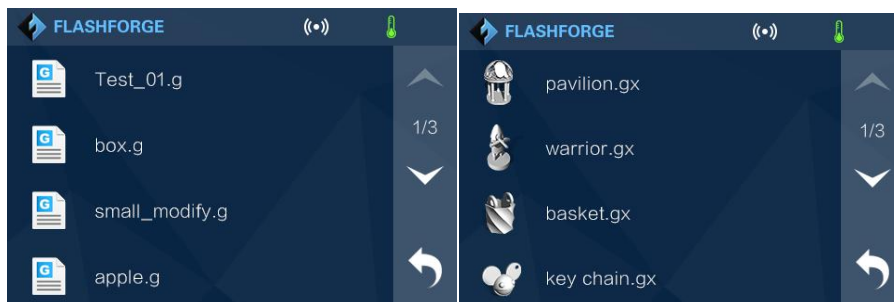 FLASHFORGE
Test_01.g
box.g
small_modify.g
apple.g
1/3
FLASHFORGE
pavilion.gx
warrior.gx
basket.gx
key chain.gx
1/3